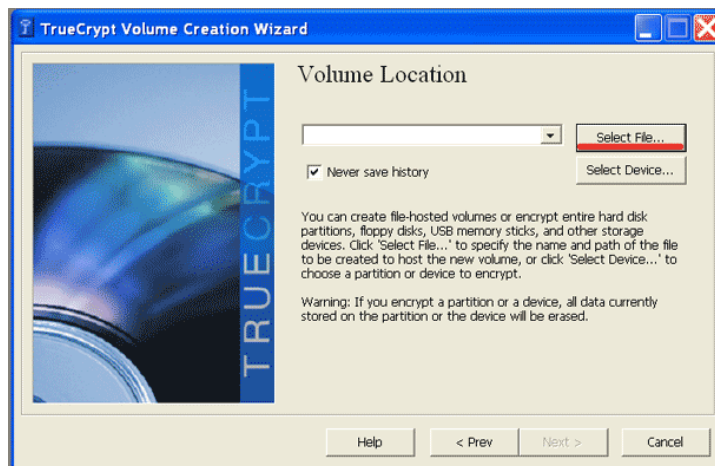 TrueCrypt Volume Creation Wizard
TRUECRYPT
Volume Location
Select File...
Never save history
Select Device...
You can create file-hosted volumes or encrypt entire hard disk
partitions, floppy disks, USB memory sticks, and other storage
devices. Click 'Select File...' to specify the name and path of the file
to be created to host the new volume, or click 'Select Device...' to
choose a partition or device to encrypt.
Warning: If you encrypt a partition or a device, all data currently
stored on the partition or the device will be erased.
Help
< Prev
Next >
Cancel